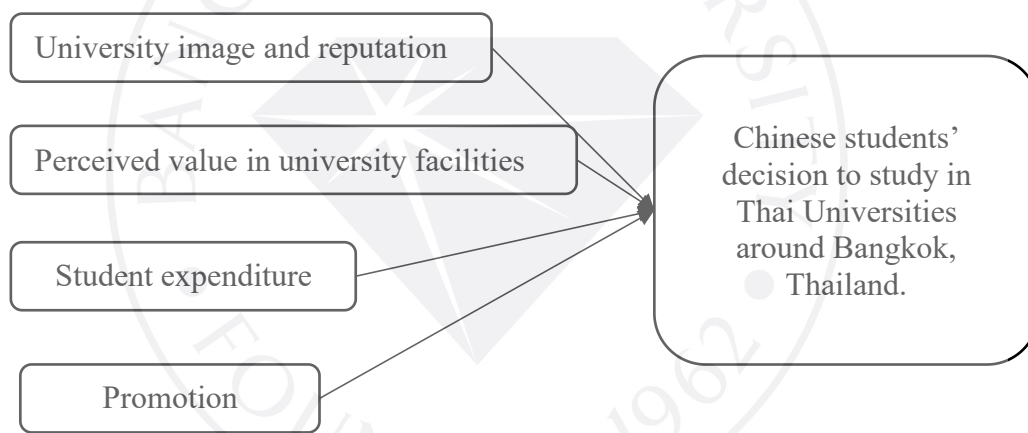 University image and reputation
Perceived value in university facilities
Student expenditure
Promotion
Chinese students’
decision to study in
Thai Universities
around Bangkok,
Thailand.
1962